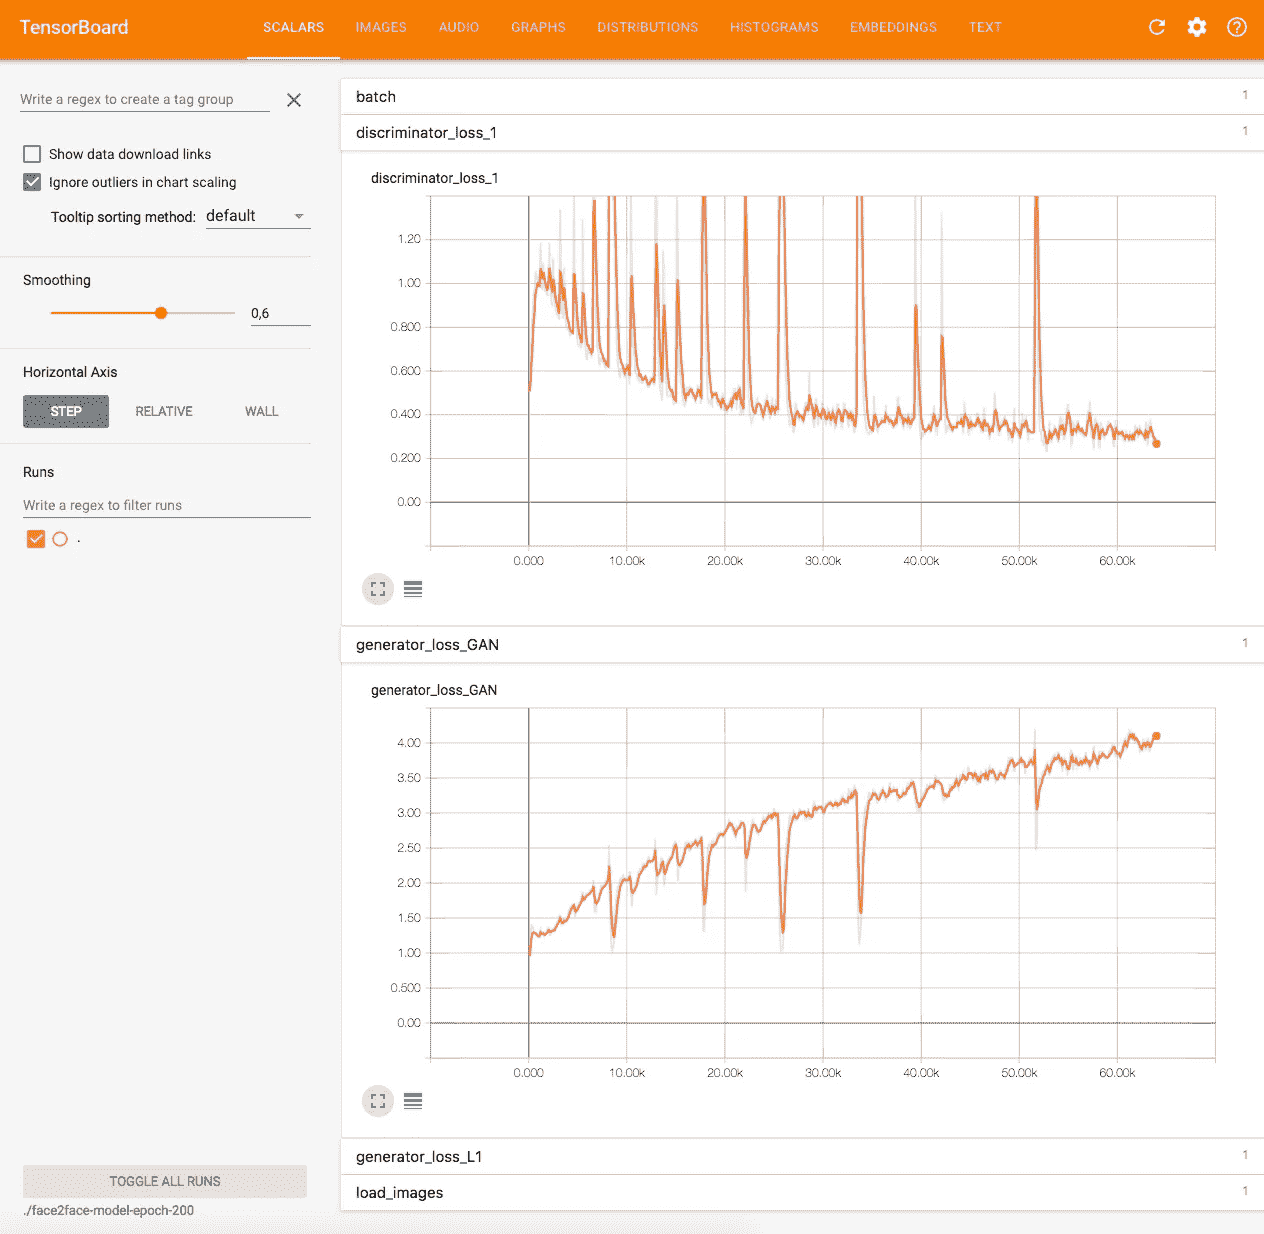 TensorBoard SCALARS IMAGES AUDIO GRAPHS DISTRIBUTIONS HISTOGRAMS EMBEDDINGS TEXT
Write a regex to create a tag group
Show data download links
Ignore outliers in chart scaling
Tooltip sorting method: default
Smoothing
0,6
Horizontal Axis
STEP RELATIVE WALL
Runs
Write a regex to filter runs
.
TOGGLE ALL RUNS
./face2face-model-epoch-200
batch 1
discriminator_loss_1 1
discriminator_loss_1
1.20
1.00
0.800
0.600
0.400
0.200
0.00
0.000 10.00k 20.00k 30.00k 40.00k 50.00k 60.00k
generator_loss_GAN 1
generator_loss_GAN
4.00
3.50
3.00
2.50
2.00
1.50
1.00
0.500
0.00
0.000 10.00k 20.00k 30.00k 40.00k 50.00k 60.00k
generator_loss_L1 1
load_images 1